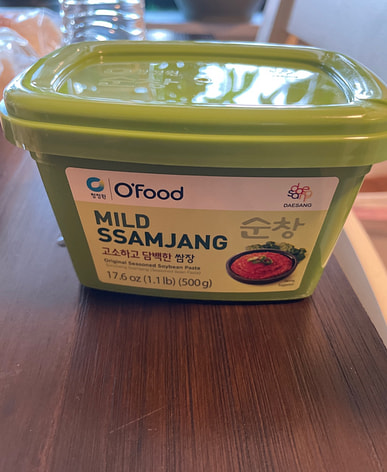 청정원
O'Food
DAESANG
MILD
SSAMJANG
순창
고소하고 담백한 쌈장
Original Seasoned Soybean Paste
17.6 oz (1.1 lb) (500g)